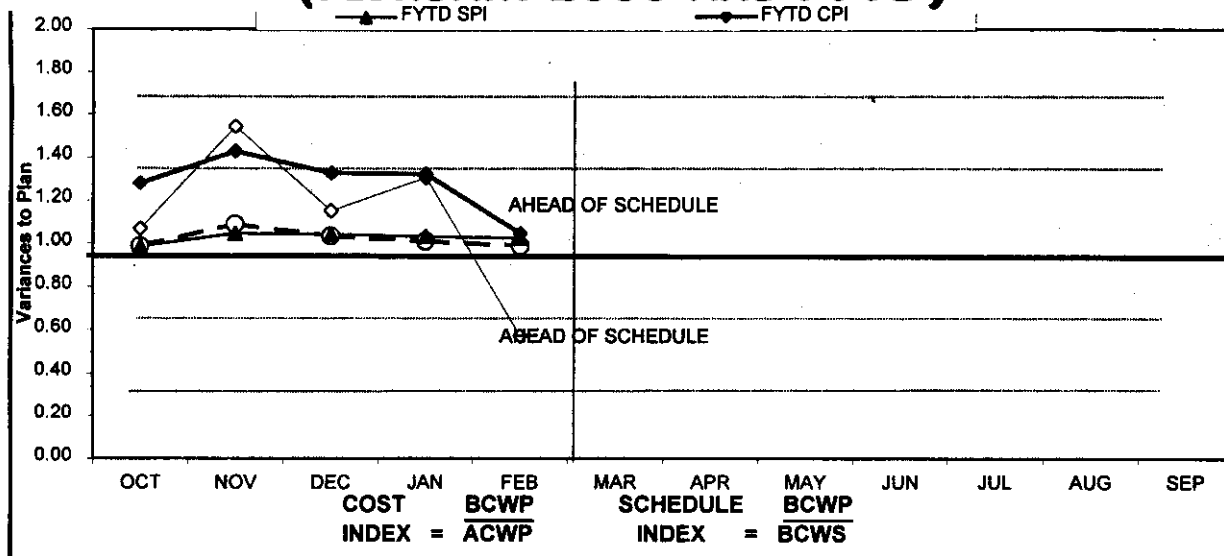 FYTD SPI FYTD CPI
2.00
1.80
1.60
1.40
1.20
1.00
0.80
0.60
0.40
0.20
0.00
Variances to Plan
AHEAD OF SCHEDULE
AHEAD OF SCHEDULE
OCT NOV DEC JAN FEB MAR APR MAY JUN JUL AUG SEP
COST BCWP SCHEDULE BCWP
INDEX = ACWP INDEX = BCWS